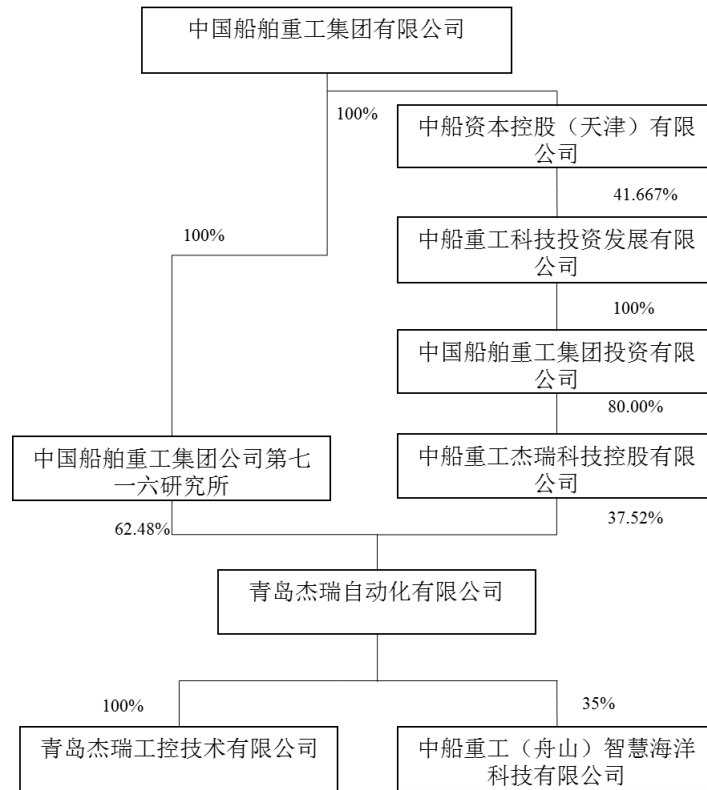 中国船舶重工集团有限公司
100%
中船资本控股（天津）有限
公司
41.667%
100%
中船重工科技投资发展有限
公司
100%
中国船舶重工集团投资有限
公司
80.00%
中国船舶重工集团公司第七
一六研究所
中船重工杰瑞科技控股有限
公司
62.48%
37.52%
青岛杰瑞自动化有限公司
100%
35%
青岛杰瑞工控技术有限公司
中船重工（舟山）智慧海洋
科技有限公司